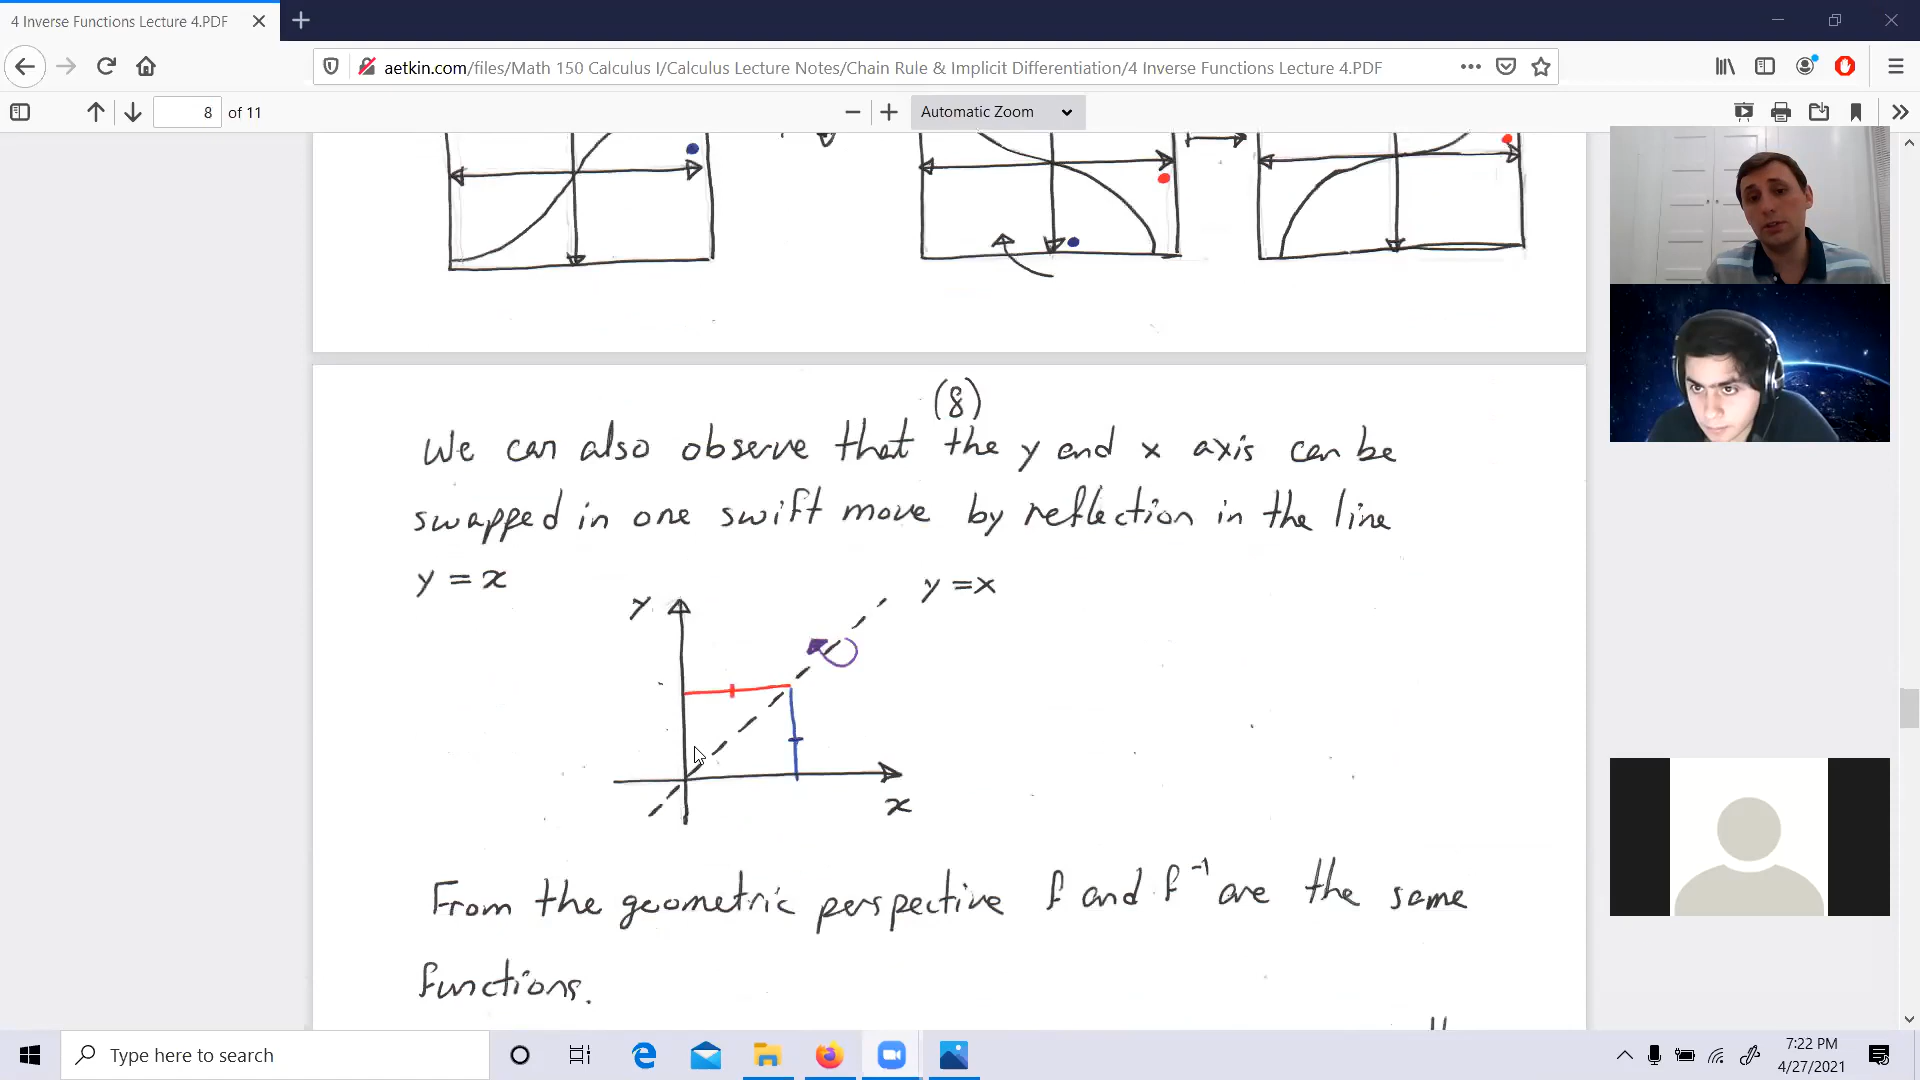 4 Inverse Functions Lecture 4.PDF
aetkin.com/files/Math 150 Calculus I/Calculus Lecture Notes/Chain Rule & Implicit Differentiation/4 Inverse Functions Lecture 4.PDF
8 of 11
Automatic Zoom
(8)
We can also observe that the y and x axis can be
swapped in one swift move by reflection in the line
y = x
y = x
y
x
From the geometric perspective f and f⁻¹ are the same
functions.
Type here to search
7:22 PM
4/27/2021